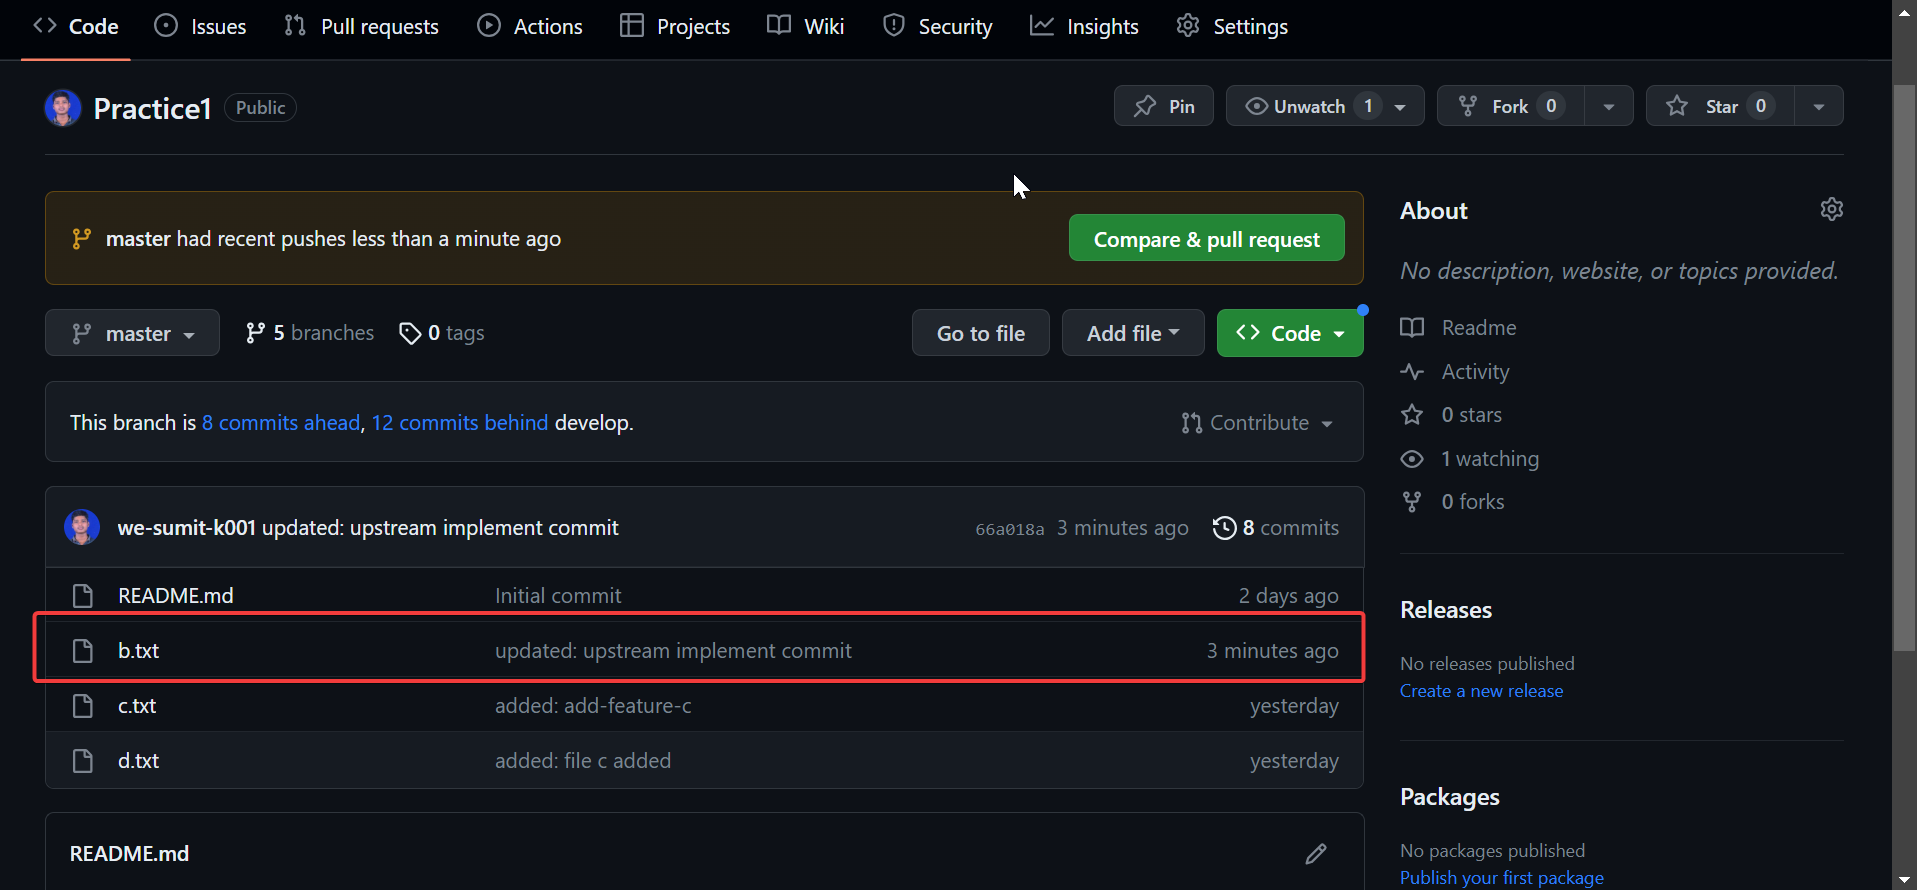 Code Issues Pull requests Actions Projects Wiki Security Insights Settings
Practice1 Public Pin Unwatch 1 Fork 0 Star 0
master had recent pushes less than a minute ago Compare & pull request
master 5 branches 0 tags Go to file Add file Code
This branch is 8 commits ahead, 12 commits behind develop. Contribute
we-sumit-k001 updated: upstream implement commit 66a018a 3 minutes ago 8 commits
README.md Initial commit 2 days ago
b.txt updated: upstream implement commit 3 minutes ago
c.txt added: add-feature-c yesterday
d.txt added: file c added yesterday
README.md
About
No description, website, or topics provided.
Readme
Activity
0 stars
1 watching
0 forks
Releases
No releases published
Create a new release
Packages
No packages published
Publish your first package